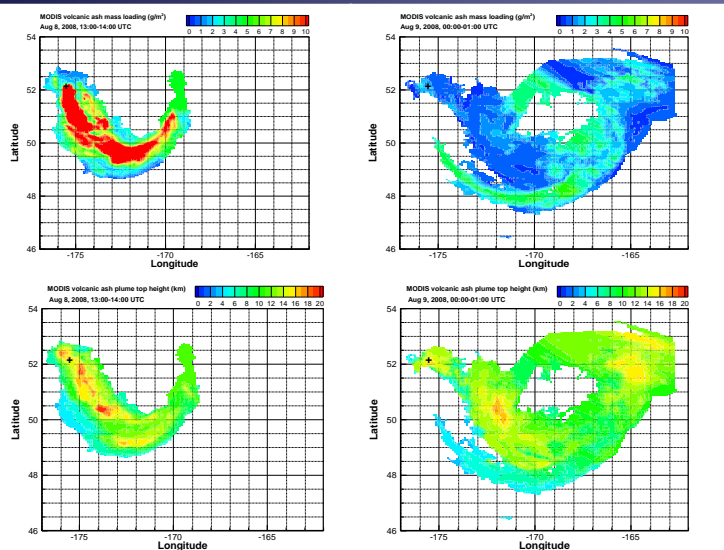 MODIS volcanic ash mass loading (g/m²)
Aug 8, 2008, 13:00-14:00 UTC
0 1 2 3 4 5 6 7 8 9 10
54
52
50
48
46
Latitude
-175 -170 -165
Longitude
MODIS volcanic ash mass loading (g/m²)
Aug 9, 2008, 00:00-01:00 UTC
0 1 2 3 4 5 6 7 8 9 10
54
52
50
48
46
Latitude
-175 -170 -165
Longitude
MODIS volcanic ash plume top height (km)
Aug 8, 2008, 13:00-14:00 UTC
0 2 4 6 8 10 12 14 16 18 20
54
52
50
48
46
Latitude
-175 -170 -165
Longitude
MODIS volcanic ash plume top height (km)
Aug 9, 2008, 00:00-01:00 UTC
0 2 4 6 8 10 12 14 16 18 20
54
52
50
48
46
Latitude
-175 -170 -165
Longitude